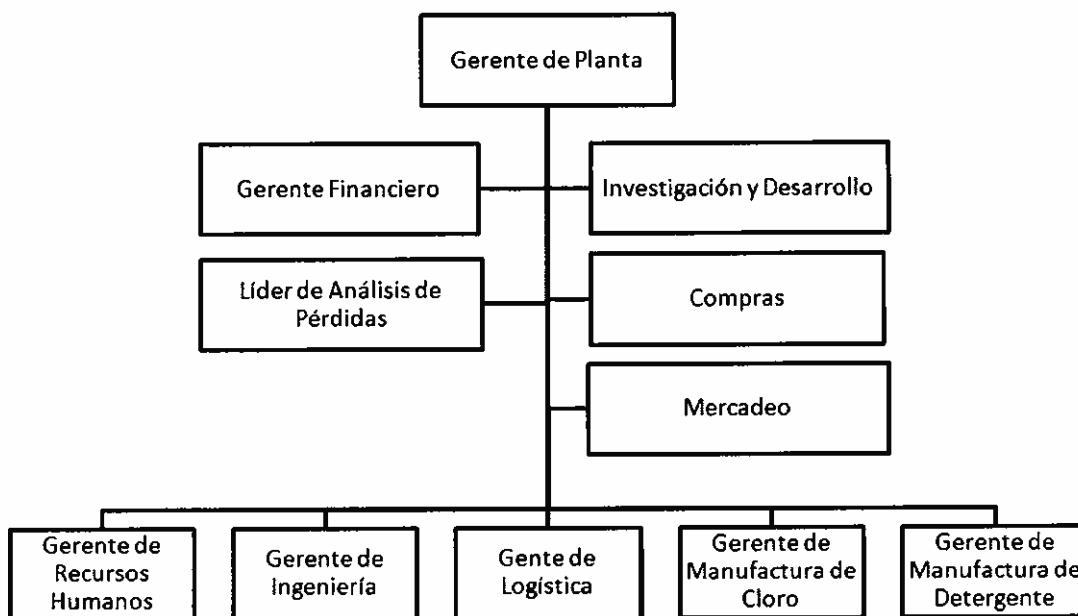 Gerente de Planta
Gerente Financiero
Investigación y Desarrollo
Líder de Análisis de
Pérdidas
Compras
Mercadeo
Gerente de
Recursos
Humanos
Gerente de
Ingeniería
Gente de
Logística
Gerente de
Manufactura de
Cloro
Gerente de
Manufactura de
Detergente